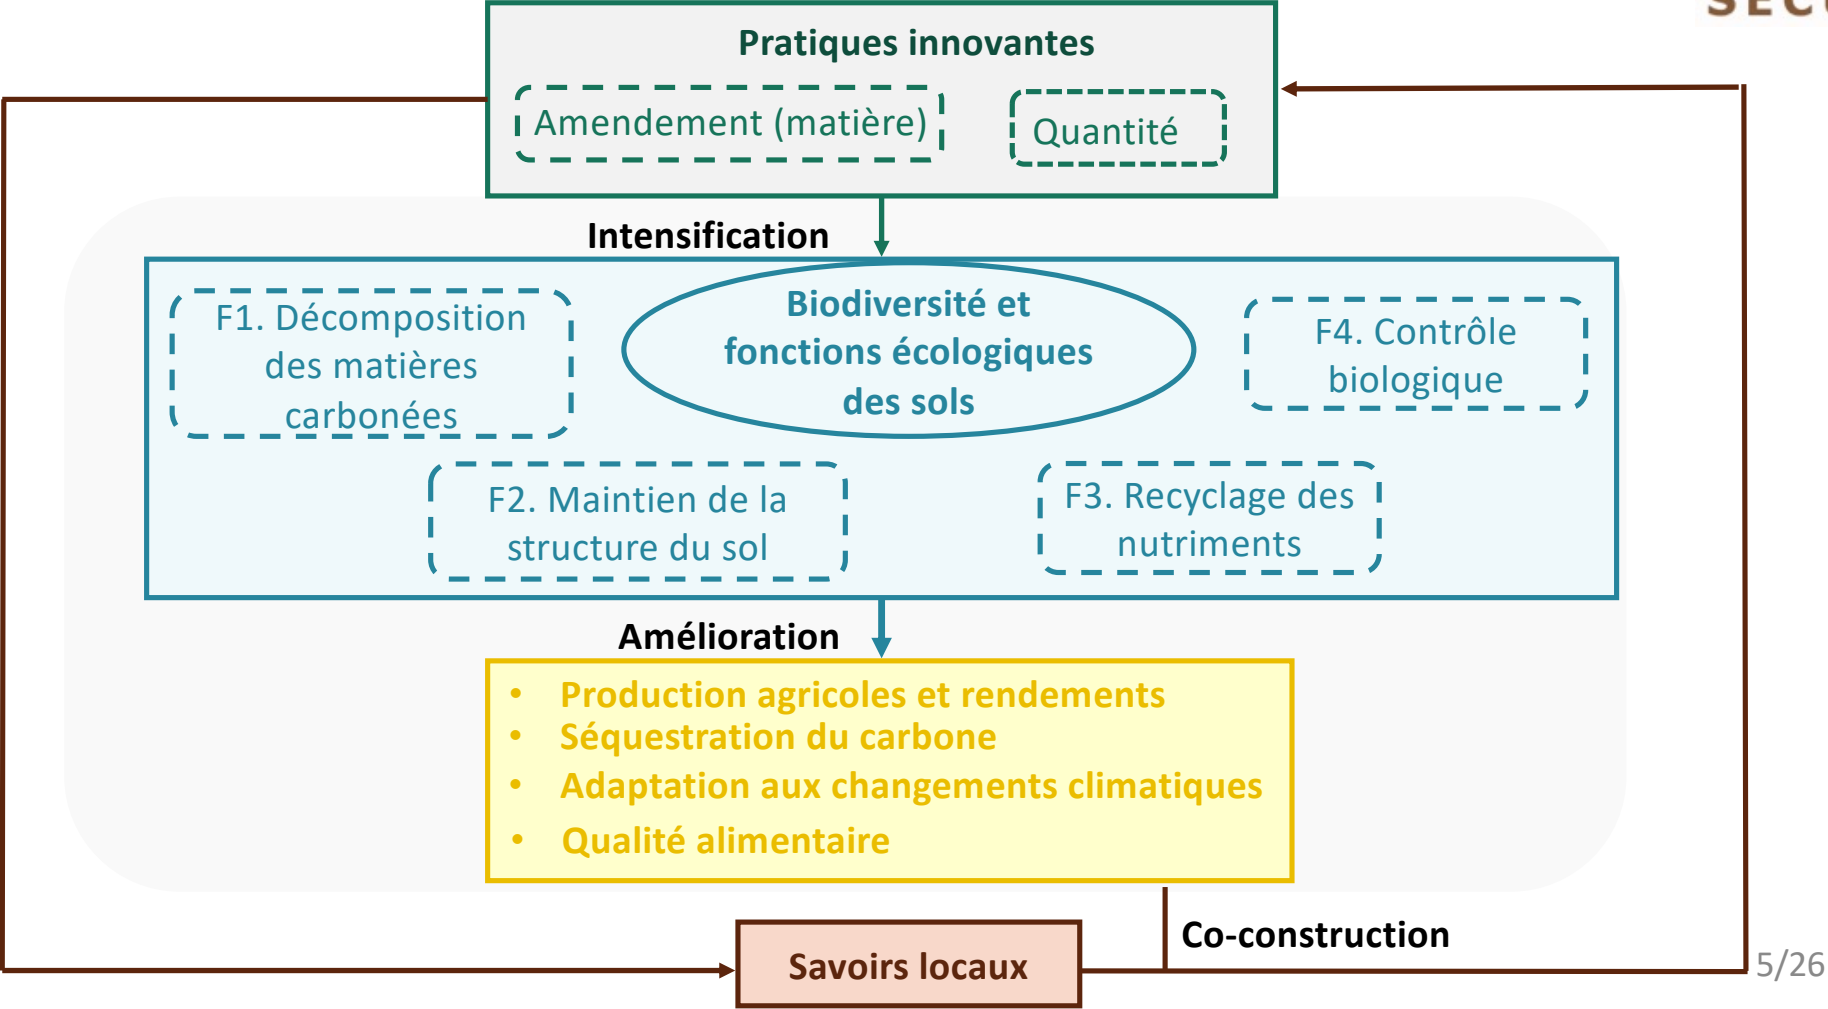 Pratiques innovantes
Amendement (matière)
Quantité
Intensification
F1. Décomposition
des matières
carbonées
Biodiversité et
fonctions écologiques
des sols
F4. Contrôle
biologique
F2. Maintien de la
structure du sol
F3. Recyclage des
nutriments
Amélioration
• Production agricoles et rendements
• Séquestration du carbone
• Adaptation aux changements climatiques
• Qualité alimentaire
Co-construction
Savoirs locaux
5/26